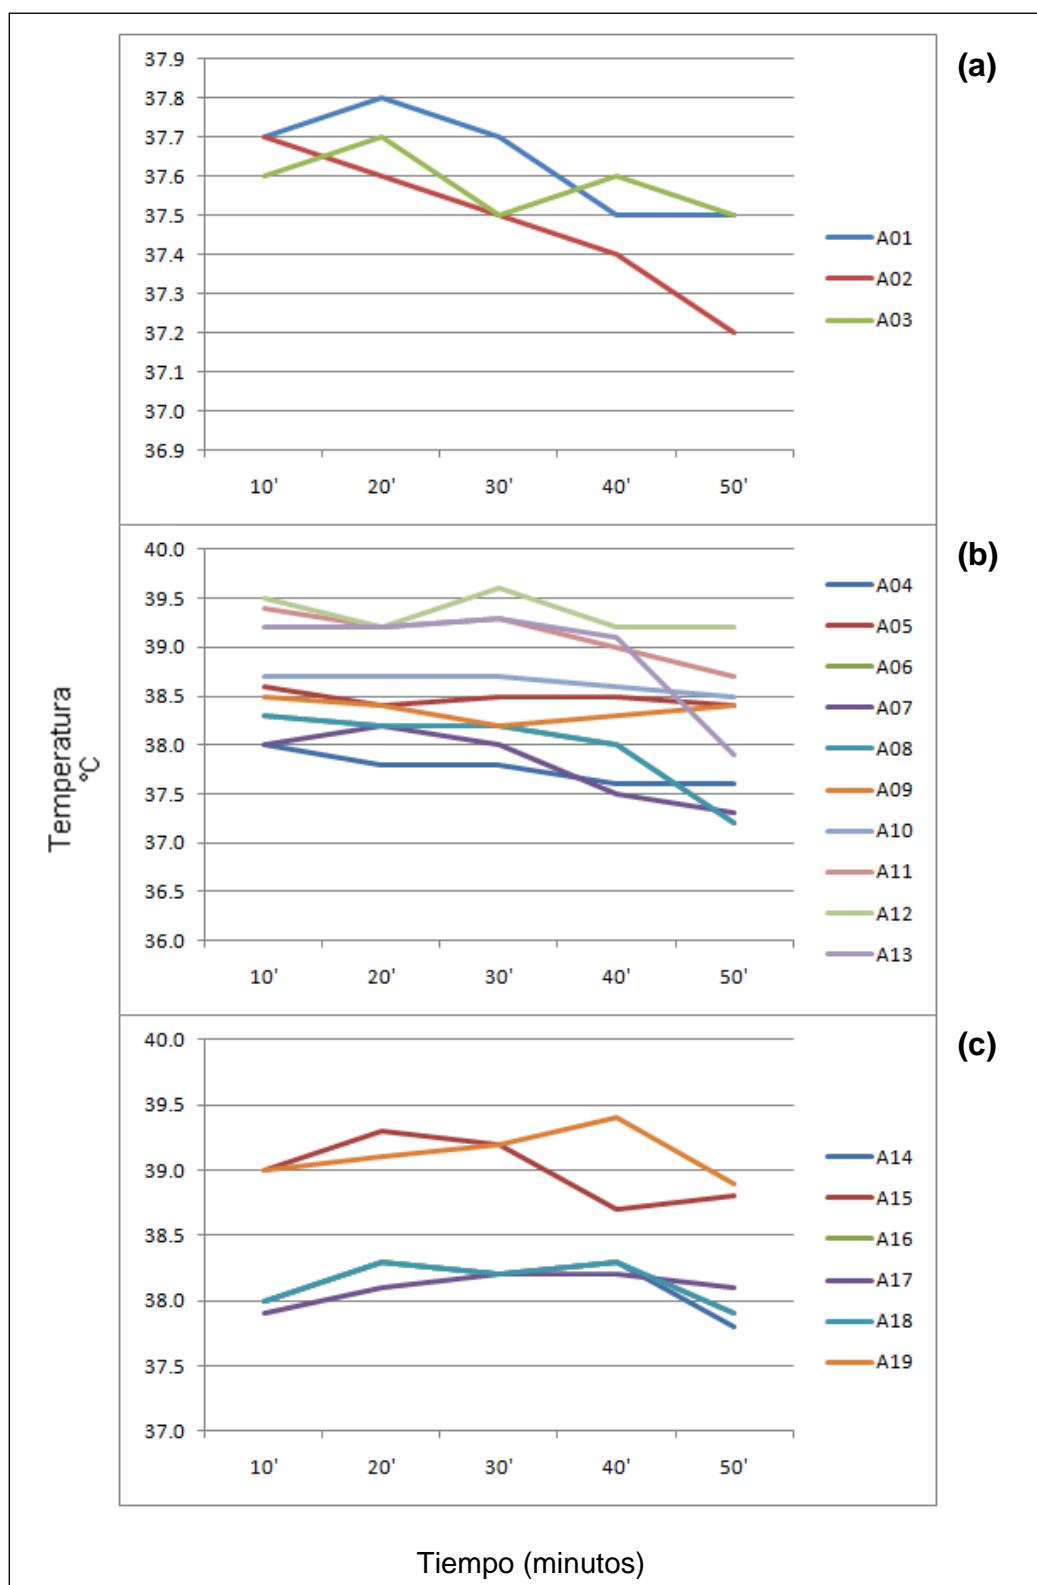 (a)
37.9
37.8
37.7
37.6
37.5
37.4
37.3
37.2
37.1
37.0
36.9
10' 20' 30' 40' 50'
A01
A02
A03
(b)
40.0
39.5
39.0
38.5
38.0
37.5
37.0
36.5
36.0
10' 20' 30' 40' 50'
A04
A05
A06
A07
A08
A09
A10
A11
A12
A13
Temperatura
°C
(c)
40.0
39.5
39.0
38.5
38.0
37.5
37.0
10' 20' 30' 40' 50'
A14
A15
A16
A17
A18
A19
Tiempo (minutos)